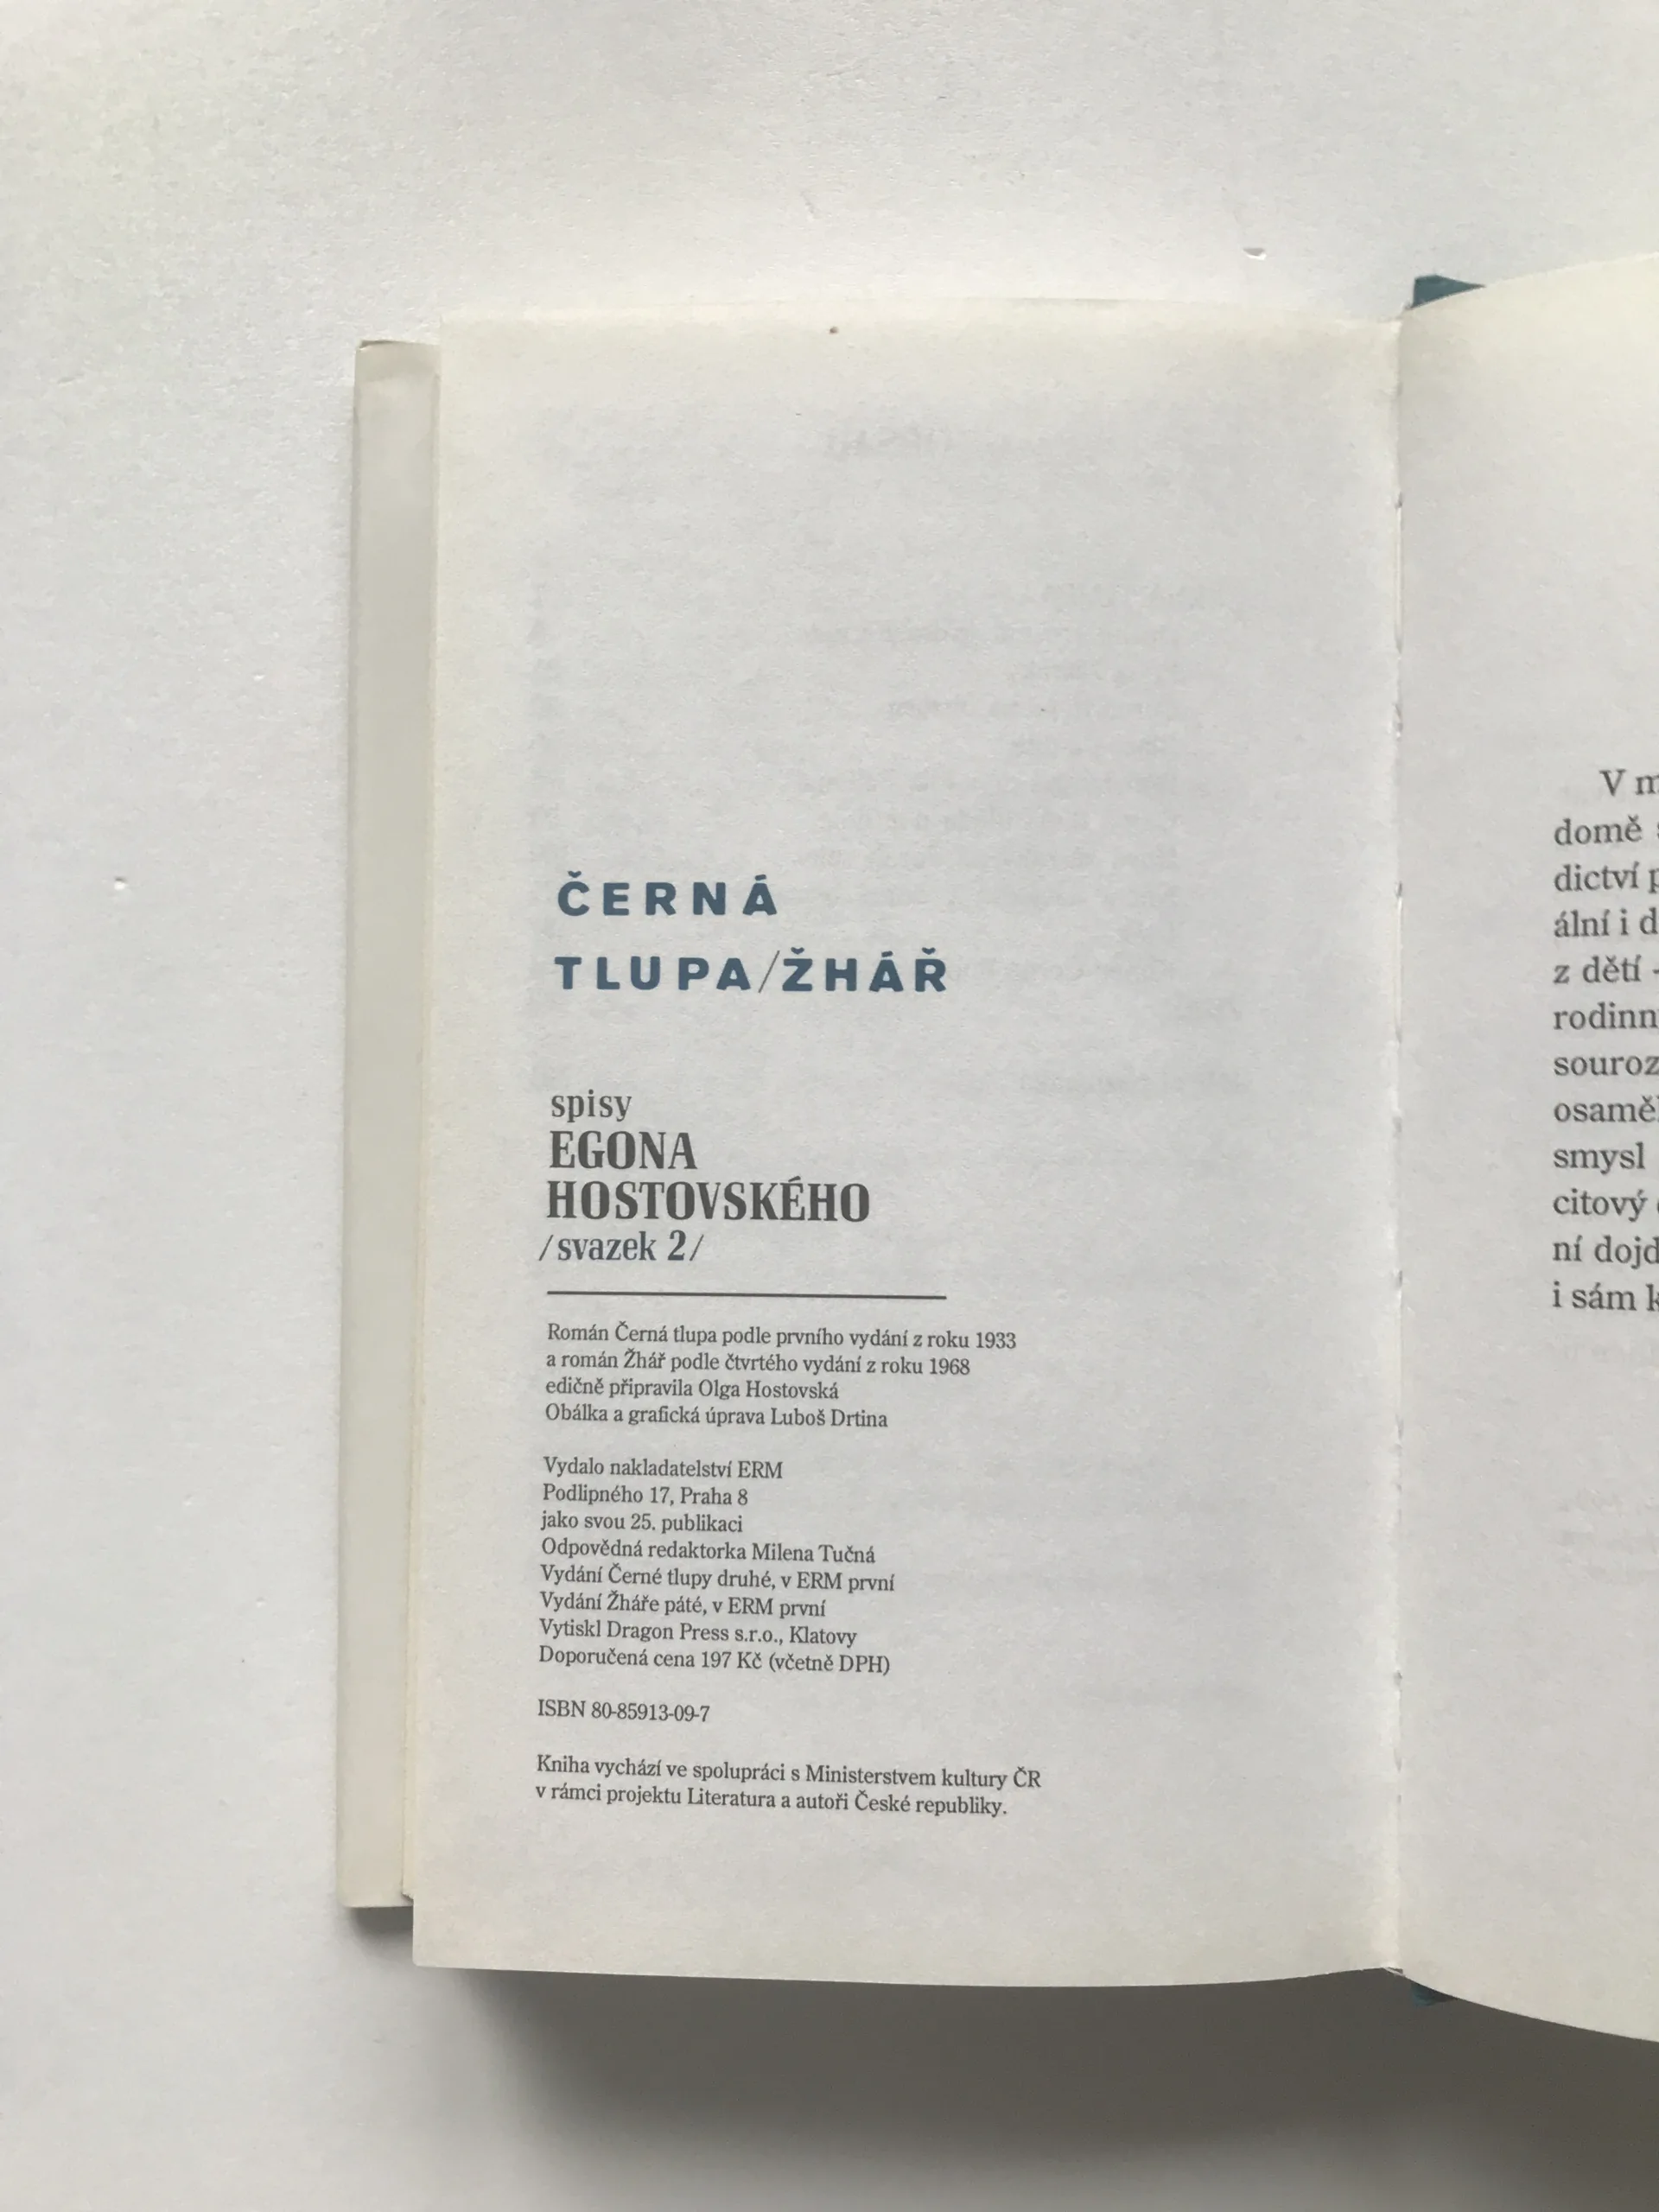 ČERNÁ
TLUPA/ŽHÁŘ
spisy
EGONA
HOSTOVSKÉHO
/svazek 2/
Román Černá tlupa podle prvního vydání z roku 1933
a román Žhář podle čtvrtého vydání z roku 1968
edičně připravila Olga Hostovská
Obálka a grafická úprava Luboš Drtina
Vydalo nakladatelství ERM
Podlipného 17, Praha 8
jako svou 25. publikaci
Odpovědná redaktorka Milena Tučná
Vydání Černé tlupy druhé, v ERM první
Vydání Žháře páté, v ERM první
Vytiskl Dragon Press s.r.o., Klatovy
Doporučená cena 197 Kč (včetně DPH)
ISBN 80-85913-09-7
Kniha vychází ve spolupráci s Ministerstvem kultury ČR
v rámci projektu Literatura a autoři České republiky.
V m
domě
dictví p
ální i d
z dětí -
rodinn
souroz
osaměl
smysl
citový
ní dojd
i sám k